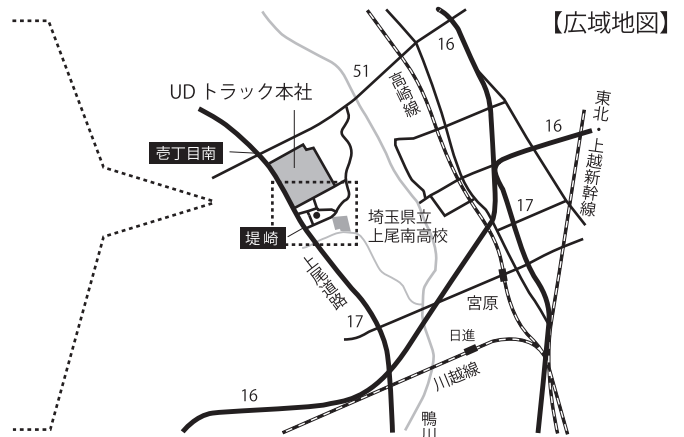 【広域地図】
16
51
高崎線
UDトラック本社
東北・上越新幹線
16
壱丁目南
17
埼玉県立
上尾南高校
堤崎
上尾道路
宮原
17
日進
川越線
16
鴨川